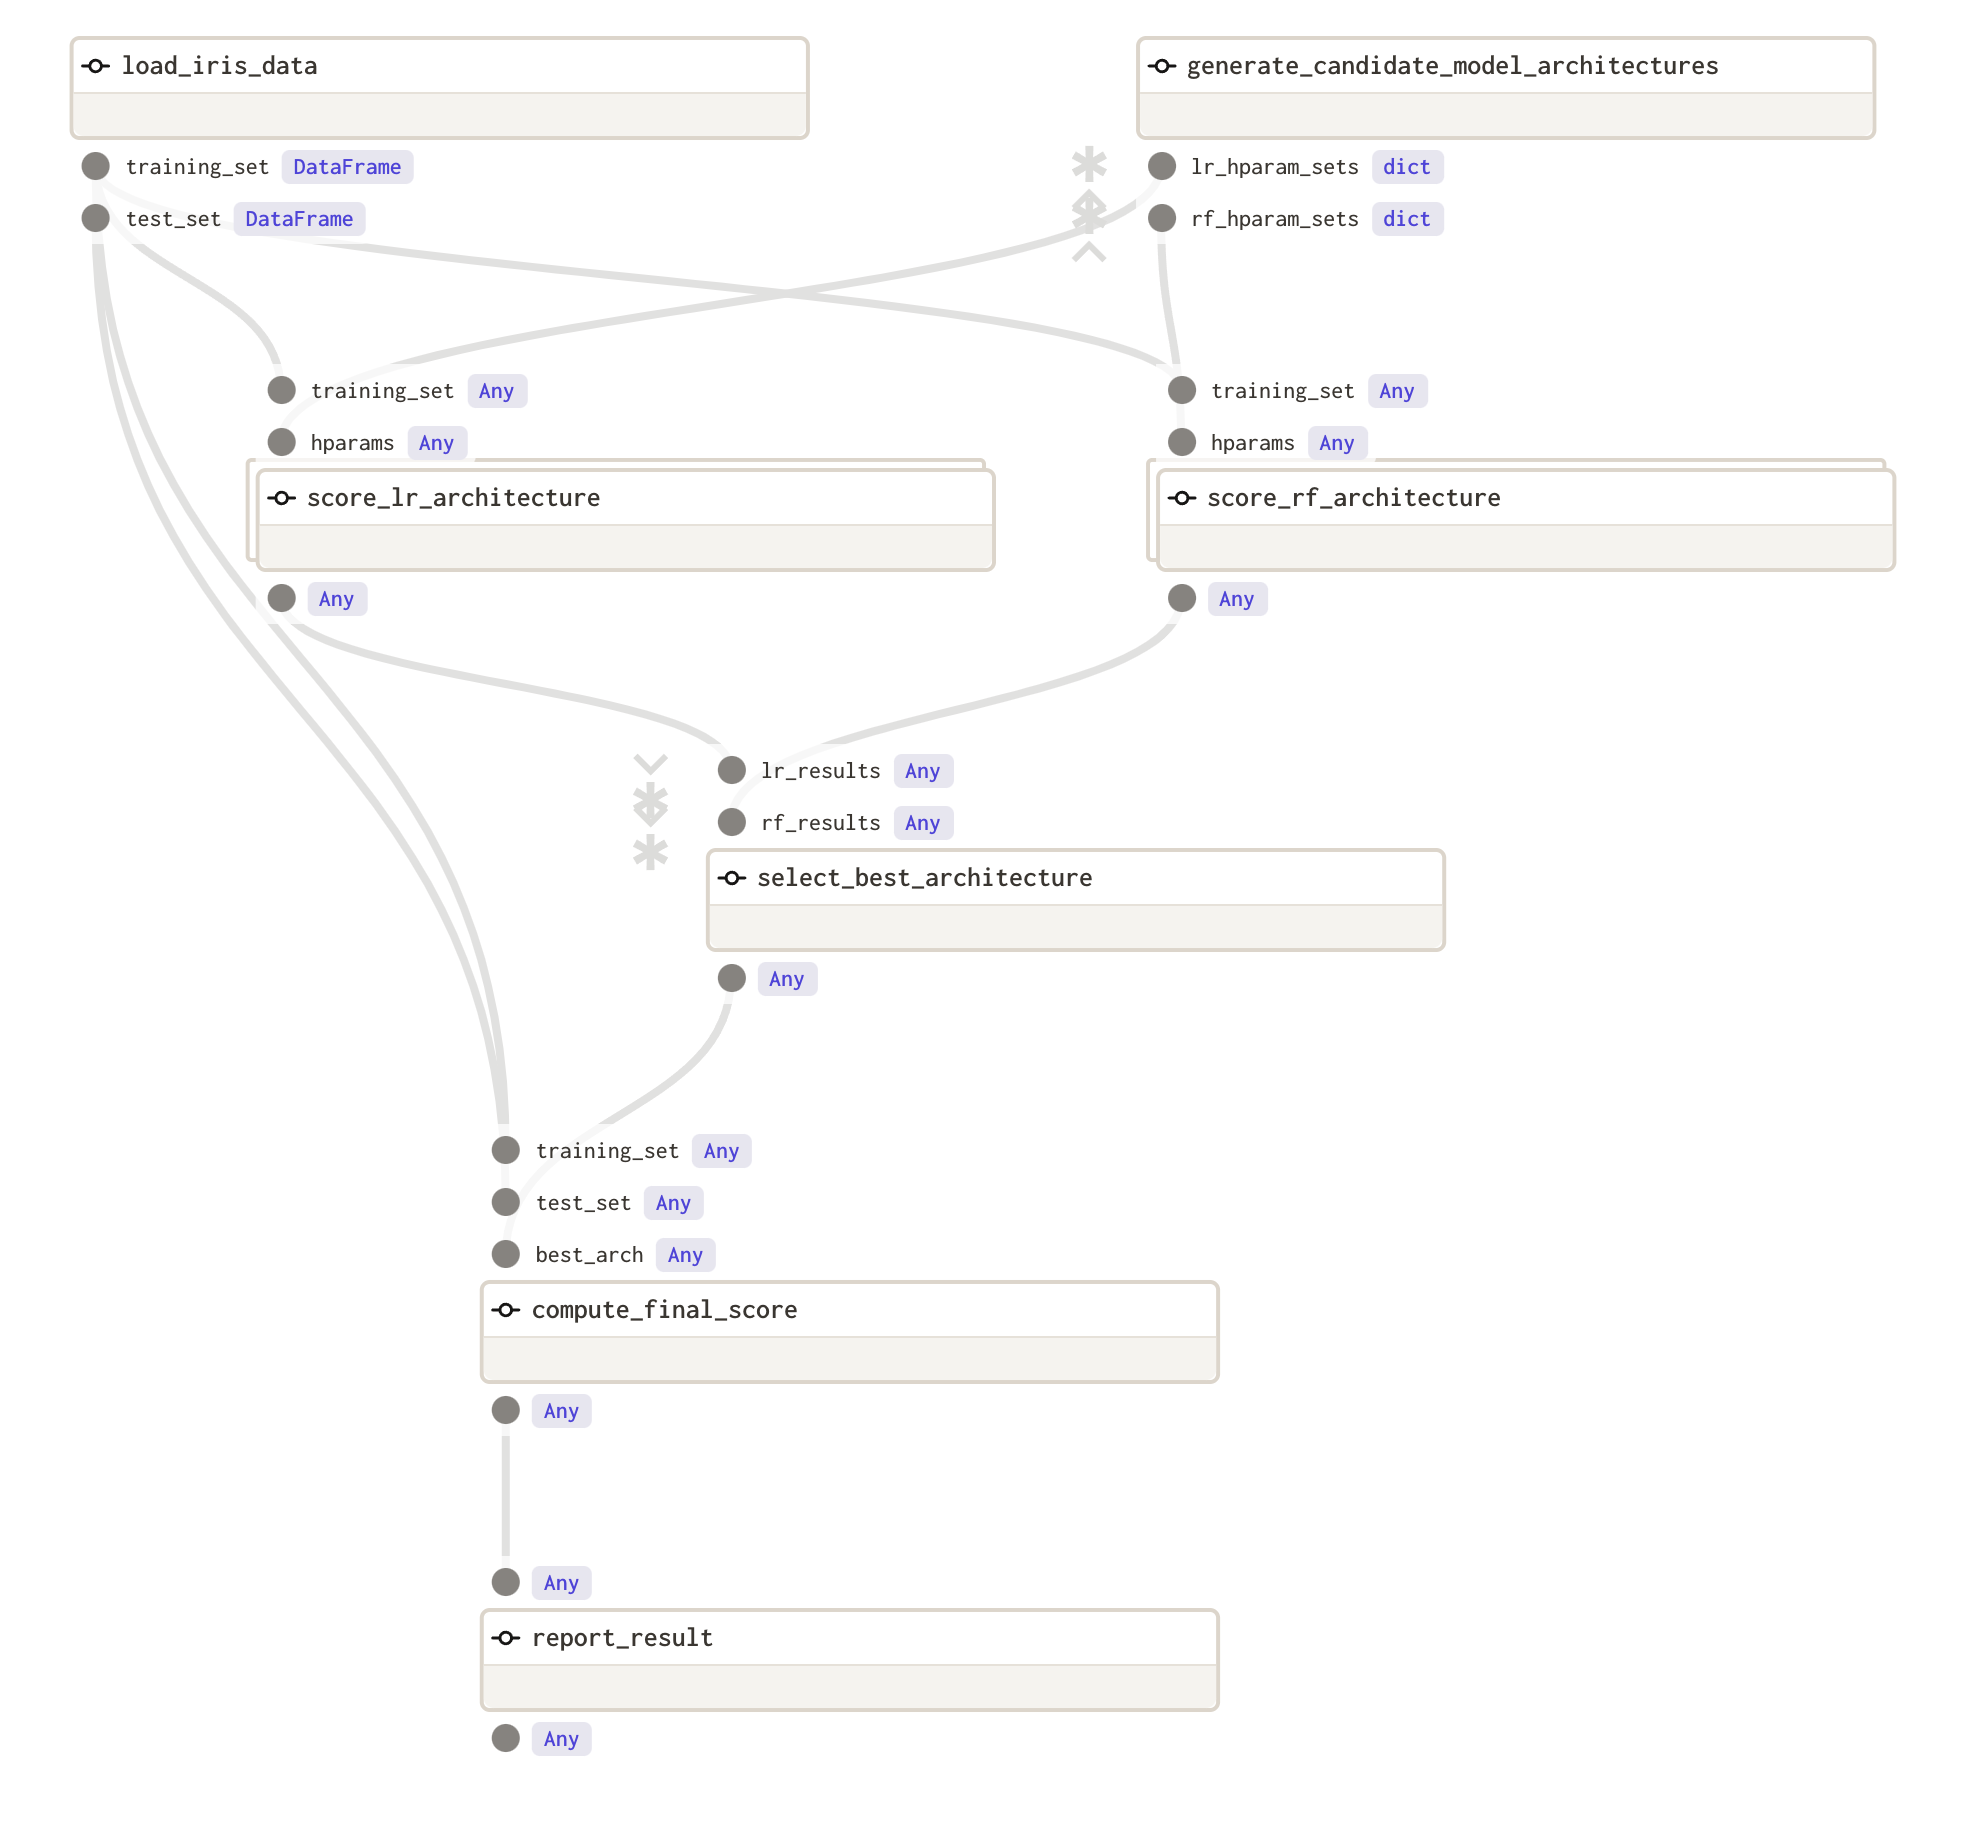 load_iris_data
generate_candidate_model_architectures
training_set DataFrame
lr_hparam_sets dict
test_set DataFrame
rf_hparam_sets dict
training_set Any
training_set Any
hparams Any
hparams Any
score_lr_architecture
score_rf_architecture
Any
Any
lr_results Any
rf_results Any
select_best_architecture
Any
training_set Any
test_set Any
best_arch Any
compute_final_score
Any
Any
report_result
Any